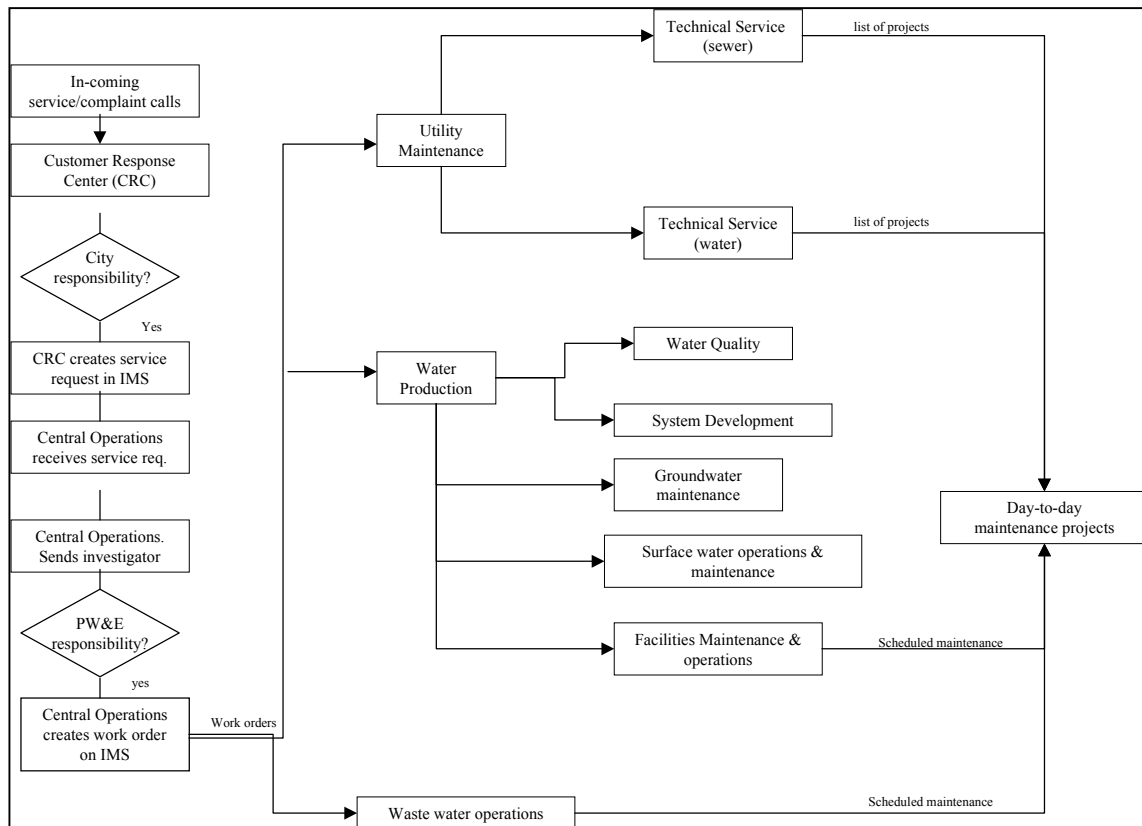 In-coming
service/complaint calls
Customer Response
Center (CRC)
City
responsibility?
Yes
CRC creates service
request in IMS
Central Operations
receives service req.
Central Operations.
Sends investigator
PW&E
responsibility?
yes
Central Operations
creates work order
on IMS
Work orders
Utility
Maintenance
Technical Service
(sewer)
list of projects
Technical Service
(water)
list of projects
Water
Production
Water Quality
System Development
Groundwater
maintenance
Surface water operations &
maintenance
Facilities Maintenance &
operations
Scheduled maintenance
Waste water operations
Scheduled maintenance
Day-to-day
maintenance projects